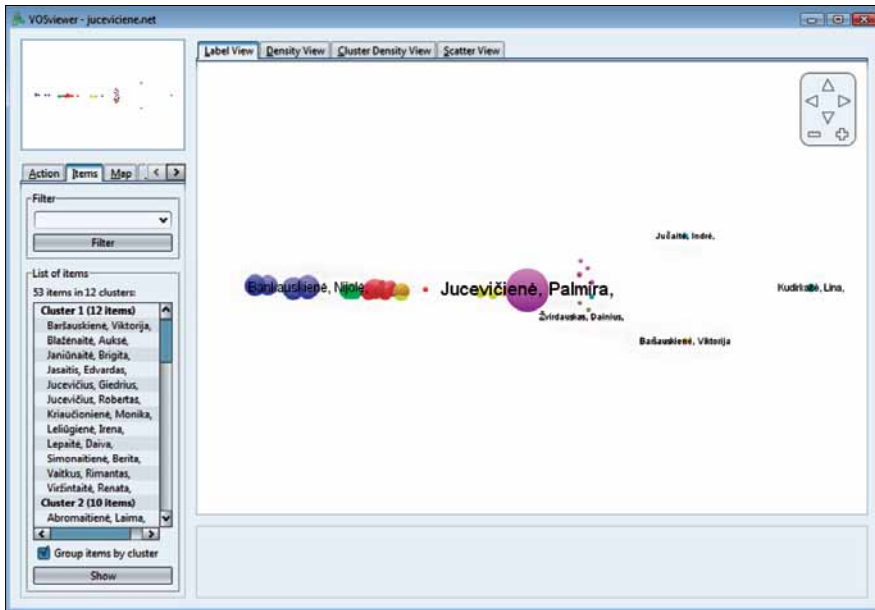 VOSviewer - juceviciene.net
Label View Density View Cluster Density View Scatter View
Action Items Map
Filter
Filter
List of items
53 items in 12 clusters:
Cluster 1 (12 items)
Baršauskienė, Viktorija,
Blaženaitė, Auksė,
Janiūnaitė, Brigita,
Jasaitis, Edvardas,
Jucevičius, Giedrius,
Jucevičius, Robertas,
Kriaučionienė, Monika,
Leliūgienė, Irena,
Lepaitė, Daiva,
Simonaitienė, Berita,
Vaitkus, Rimantas,
Viržintaitė, Renata,
Cluster 2 (10 items)
Abromaitienė, Laima,
Group items by cluster
Show
Jučaitė, Indrė,
Bankauskienė, Nijolė,
Jucevičienė, Palmira,
Kudirkaitė, Lina,
Žvirdauskas, Dainius,
Baršauskienė, Viktorija